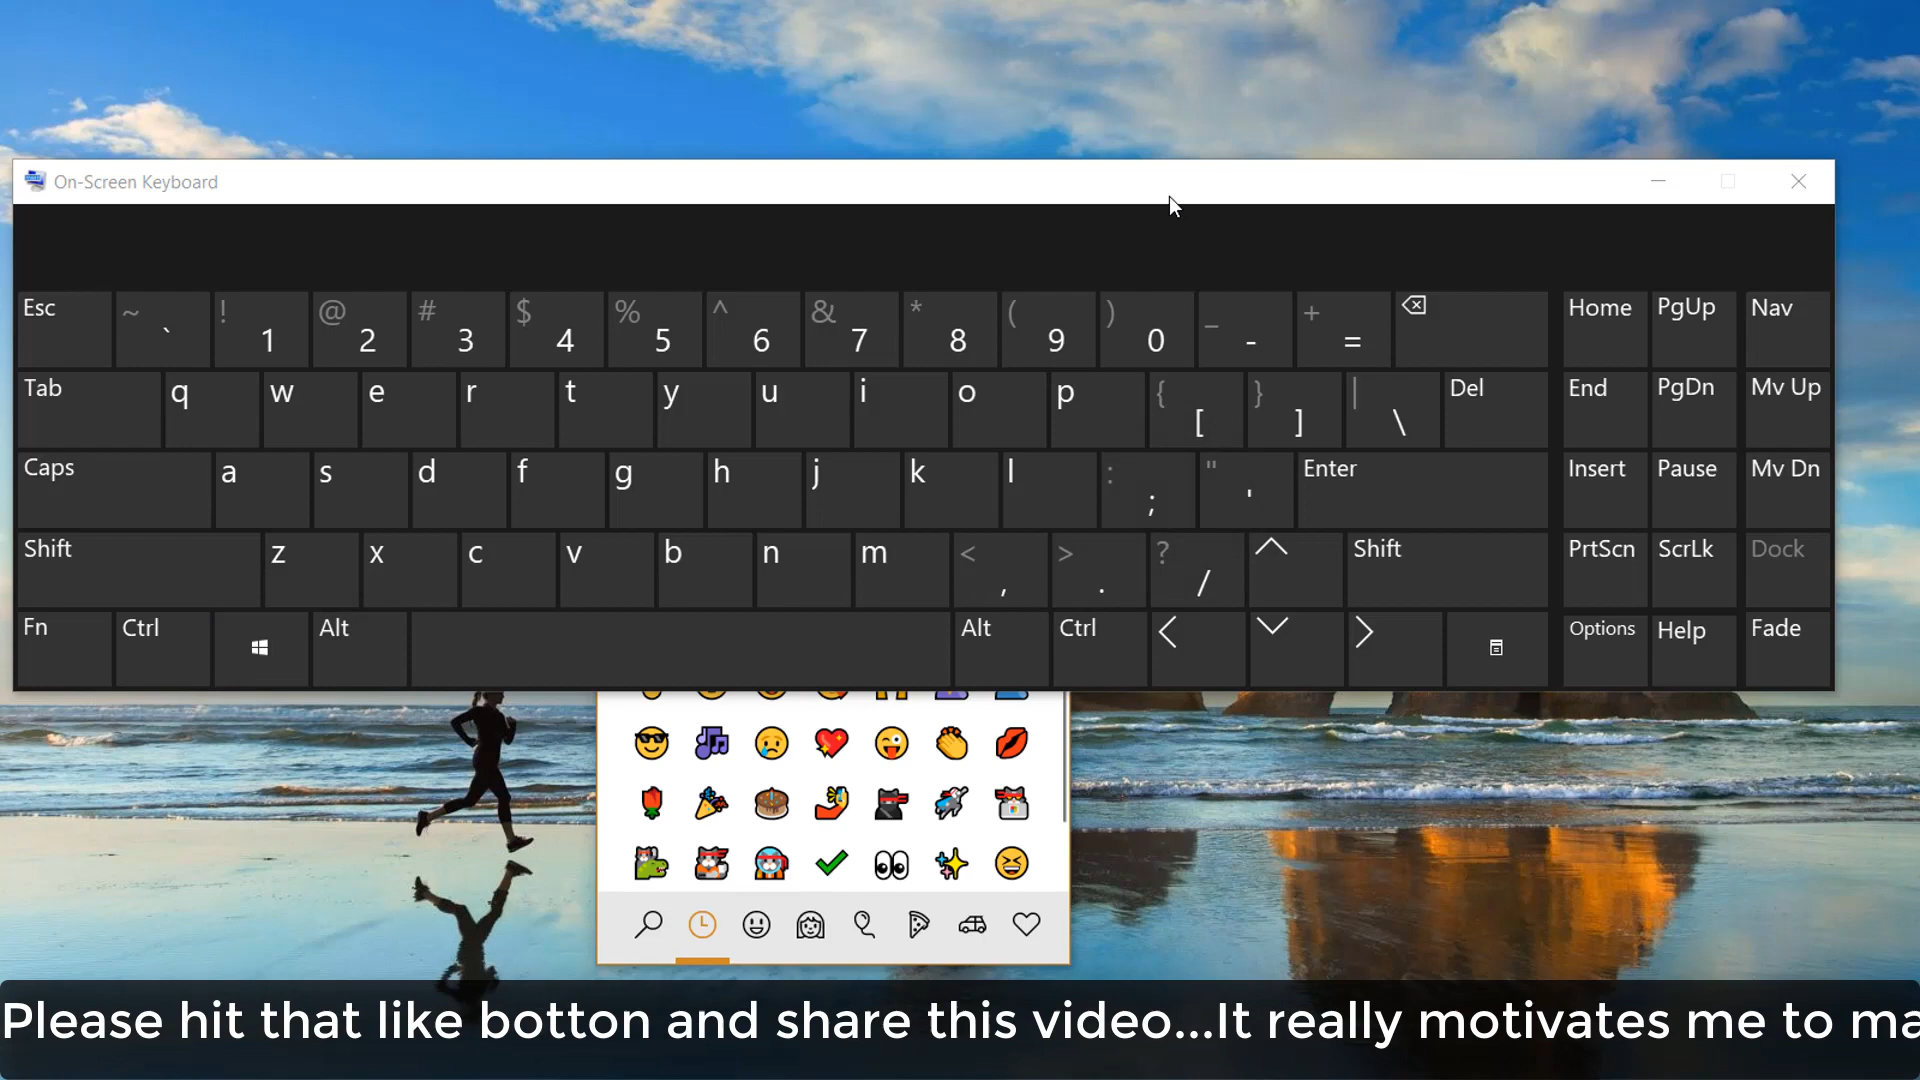 On-Screen Keyboard
Esc ~ ` ! 1 @ 2 # 3 $ 4 % 5 ^ 6 & 7 * 8 ( 9 ) 0 _ - + = Home PgUp Nav
Tab q w e r t y u i o p { [ } ] | \ Del End PgDn Mv Up
Caps a s d f g h j k l : ; " ' Enter Insert Pause Mv Dn
Shift z x c v b n m < , > . ? / Shift PrtScn ScrLk Dock
Fn Ctrl Alt Alt Ctrl Options Help Fade
Please hit that like botton and share this video...It really motivates me to ma